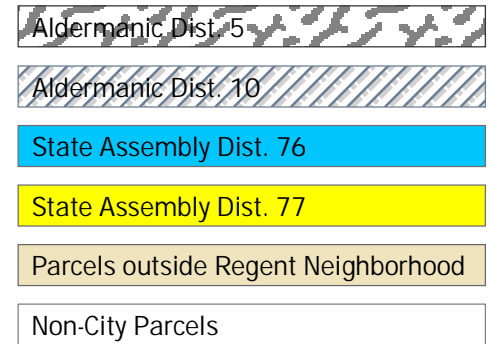 Aldermanic Dist. 5
Aldermanic Dist. 10
State Assembly Dist. 76
State Assembly Dist. 77
Parcels outside Regent Neighborhood
Non-City Parcels